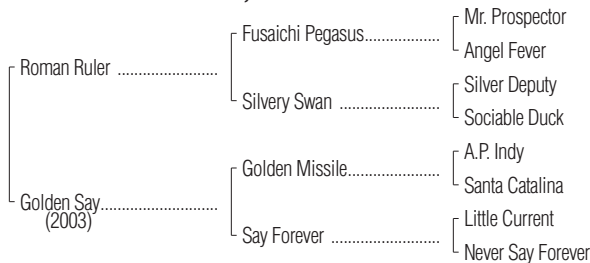 Mr. Prospector
Fusaichi Pegasus..................
Angel Fever
Roman Ruler ........................
Silver Deputy
Silvery Swan ........................
Sociable Duck
A.P. Indy
Golden Missile......................
Santa Catalina
Golden Say............................
(2003)
Little Current
Say Forever ..........................
Never Say Forever